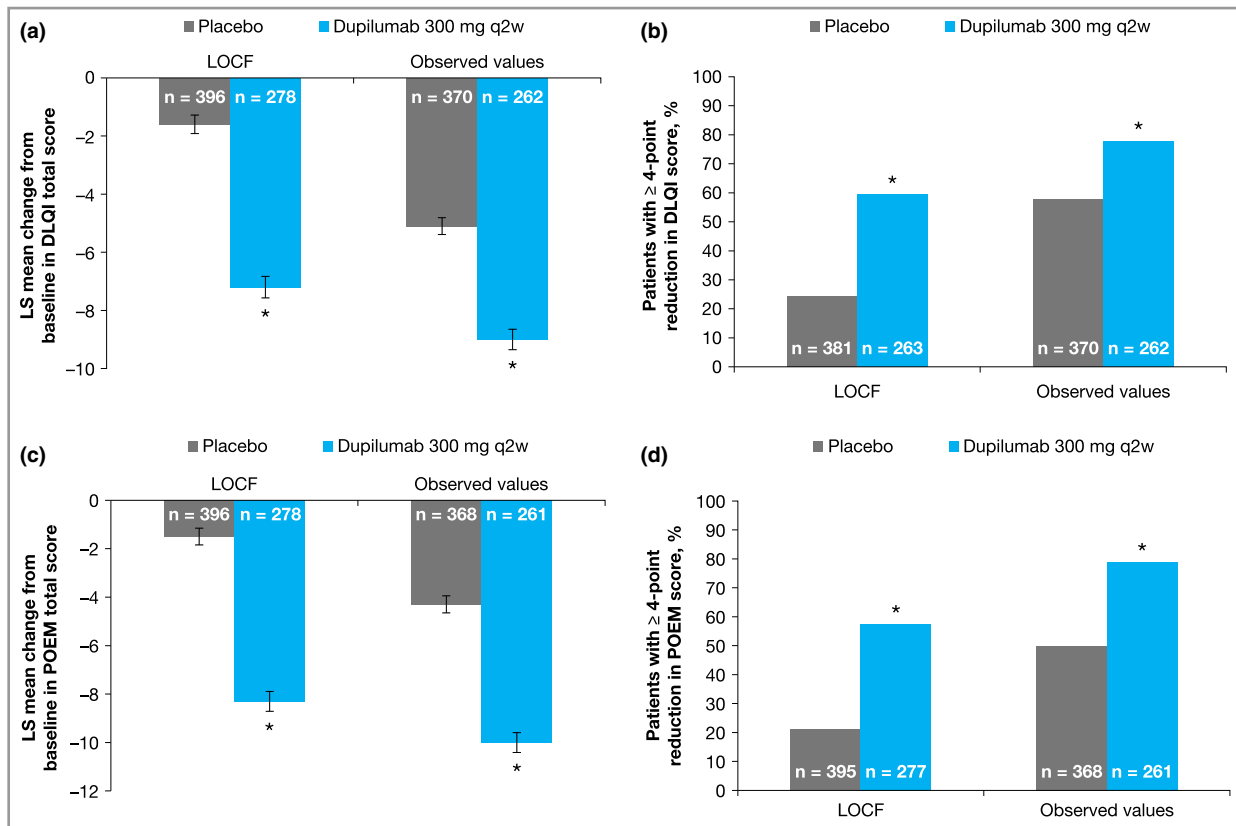 (a)
Placebo Dupilumab 300 mg q2w
LOCF Observed values
0
−2
−4
−6
−8
−10
LS mean change from
baseline in DLQI total score
n = 396 n = 278 n = 370 n = 262
*
*
(b)
Placebo Dupilumab 300 mg q2w
100
90
80
70
60
50
40
30
20
10
0
Patients with ≥ 4-point
reduction in DLQI score, %
*
*
n = 381 n = 263 n = 370 n = 262
LOCF Observed values
(c)
Placebo Dupilumab 300 mg q2w
LOCF Observed values
0
−2
−4
−6
−8
−10
−12
LS mean change from
baseline in POEM total score
n = 396 n = 278 n = 368 n = 261
*
*
(d)
Placebo Dupilumab 300 mg q2w
100
90
80
70
60
50
40
30
20
10
0
Patients with ≥ 4-point
reduction in POEM score, %
*
*
n = 395 n = 277 n = 368 n = 261
LOCF Observed values